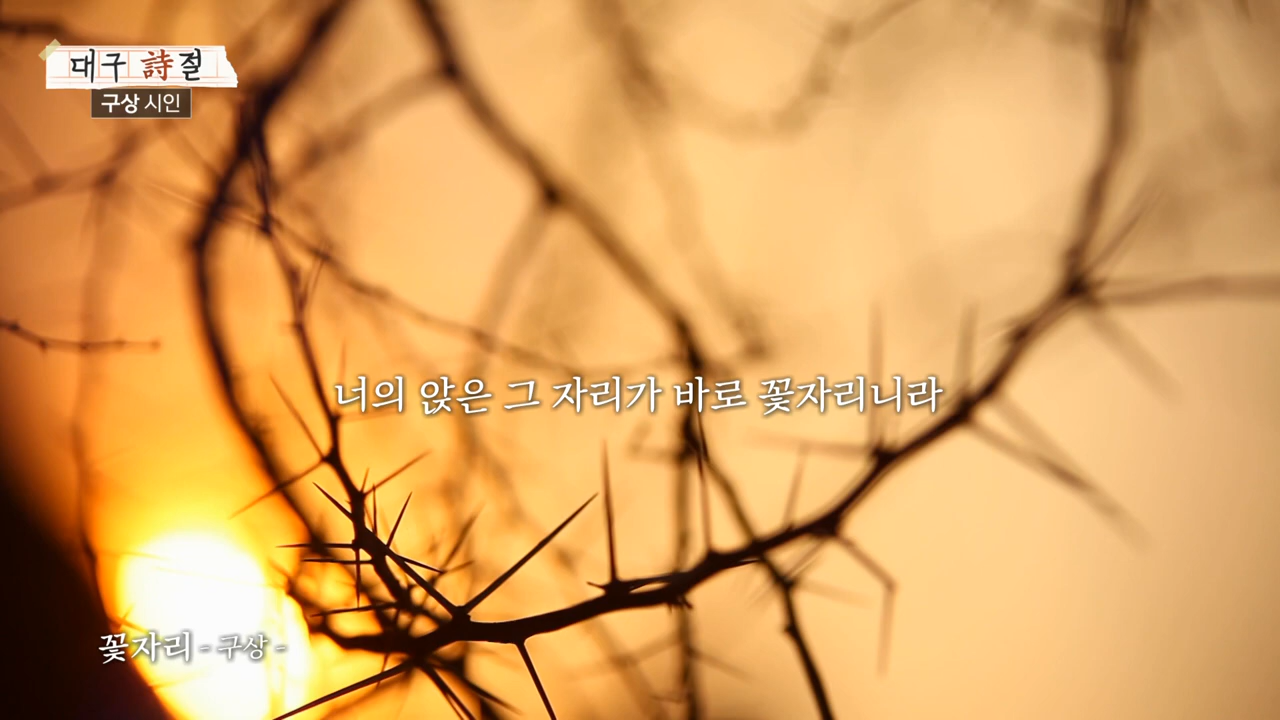 대구 詩절
구상 시인
너의 앉은 그 자리가 바로 꽃자리니라
꽃자리 - 구상 -